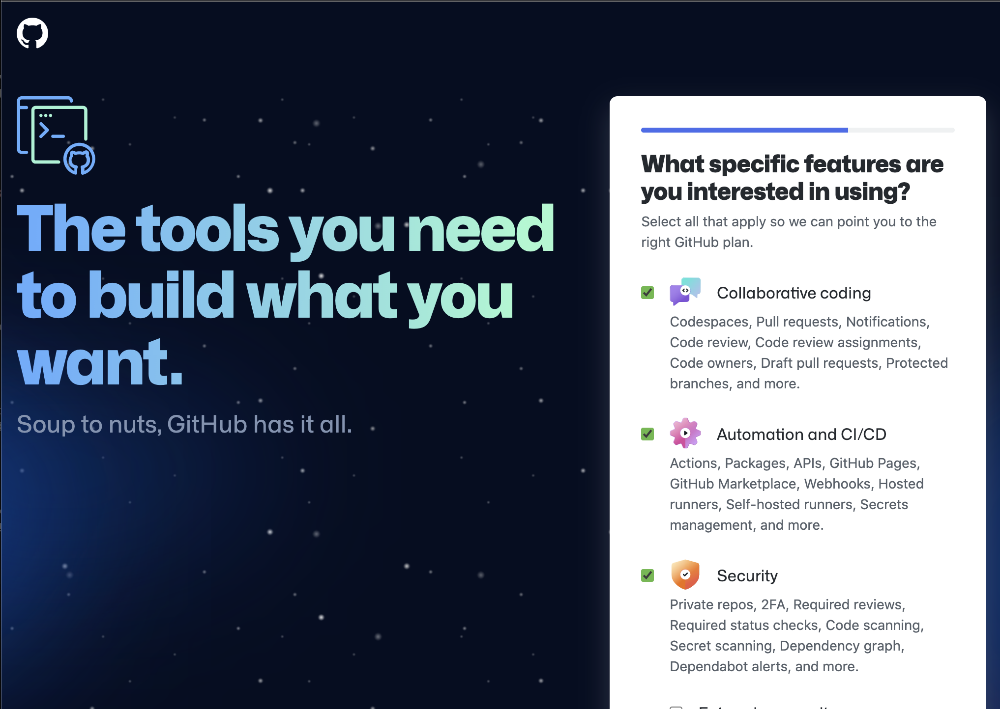 The tools you need
to build what you
want.
Soup to nuts, GitHub has it all.
What specific features are
you interested in using?
Select all that apply so we can point you to the
right GitHub plan.
Collaborative coding
Codespaces, Pull requests, Notifications,
Code review, Code review assignments,
Code owners, Draft pull requests, Protected
branches, and more.
Automation and CI/CD
Actions, Packages, APIs, GitHub Pages,
GitHub Marketplace, Webhooks, Hosted
runners, Self-hosted runners, Secrets
management, and more.
Security
Private repos, 2FA, Required reviews,
Required status checks, Code scanning,
Secret scanning, Dependency graph,
Dependabot alerts, and more.